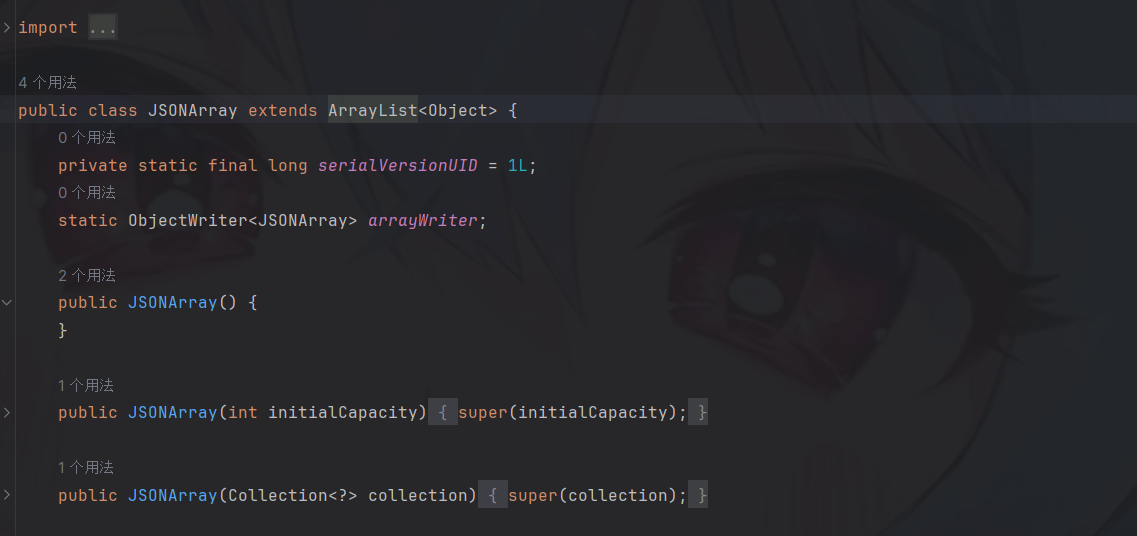 import ...
4 个用法
public class JSONArray extends ArrayList<Object> {
0 个用法
private static final long serialVersionUID = 1L;
0 个用法
static ObjectWriter<JSONArray> arrayWriter;
2 个用法
public JSONArray() {
}
1 个用法
public JSONArray(int initialCapacity) { super(initialCapacity); }
1 个用法
public JSONArray(Collection<?> collection) { super(collection); }